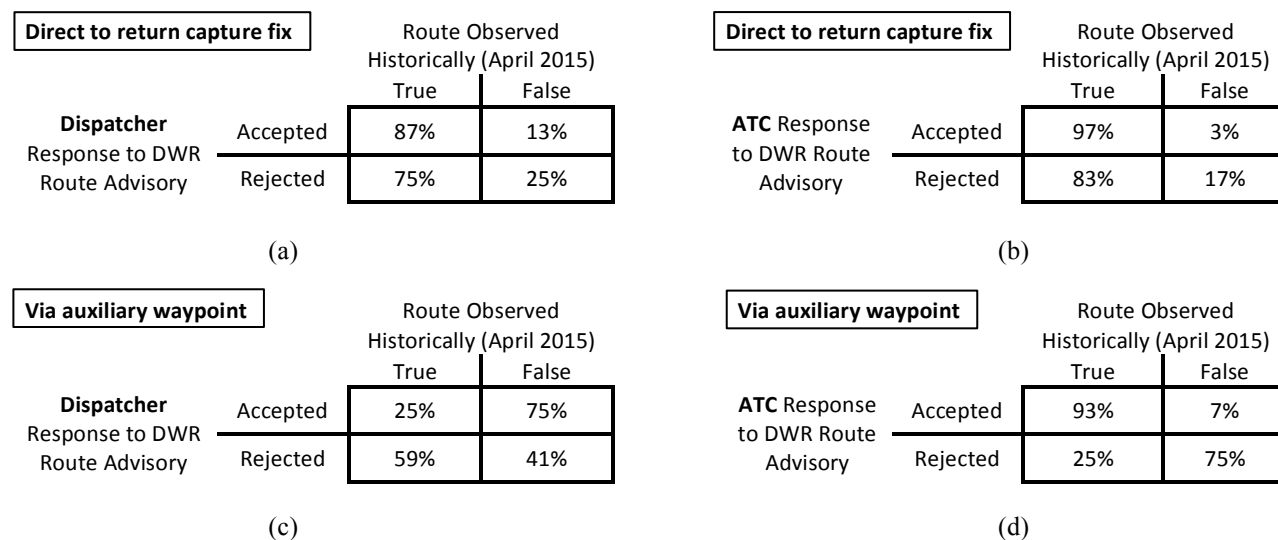 Direct to return capture fix
Route Observed
Historically (April 2015)
True False
Dispatcher
Response to DWR
Route Advisory
Accepted 87% 13%
Rejected 75% 25%
(a)
Direct to return capture fix
Route Observed
Historically (April 2015)
True False
ATC Response
to DWR Route
Advisory
Accepted 97% 3%
Rejected 83% 17%
(b)
Via auxiliary waypoint
Route Observed
Historically (April 2015)
True False
Dispatcher
Response to DWR
Route Advisory
Accepted 25% 75%
Rejected 59% 41%
(c)
Via auxiliary waypoint
Route Observed
Historically (April 2015)
True False
ATC Response
to DWR Route
Advisory
Accepted 93% 7%
Rejected 25% 75%
(d)